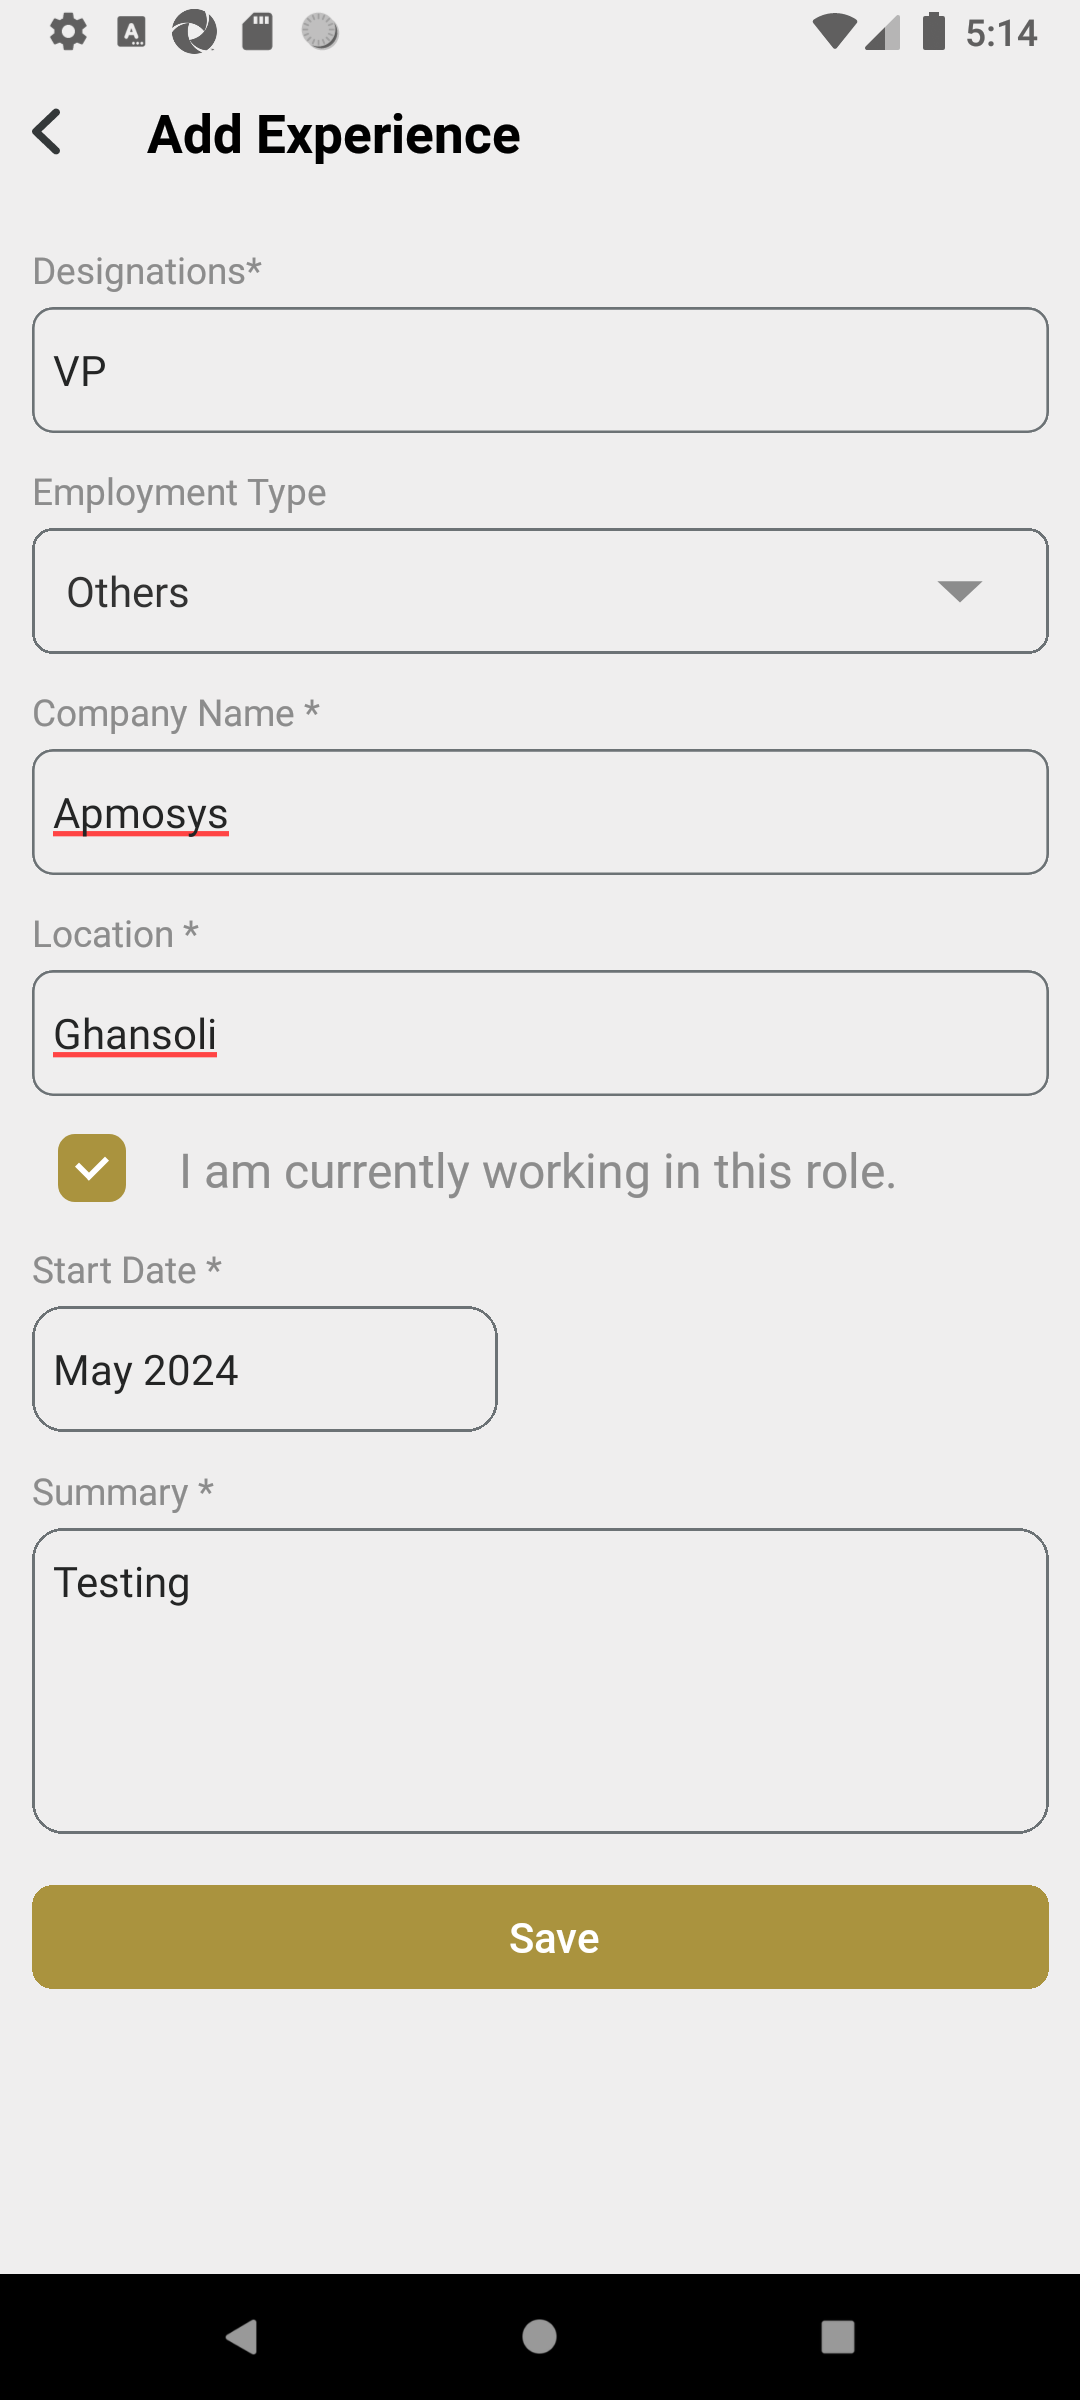 5:14
Add Experience
Designations*
VP
Employment Type
Others
Company Name *
Apmosys
Location *
Ghansoli
I am currently working in this role.
Start Date *
May 2024
Summary *
Testing
Save